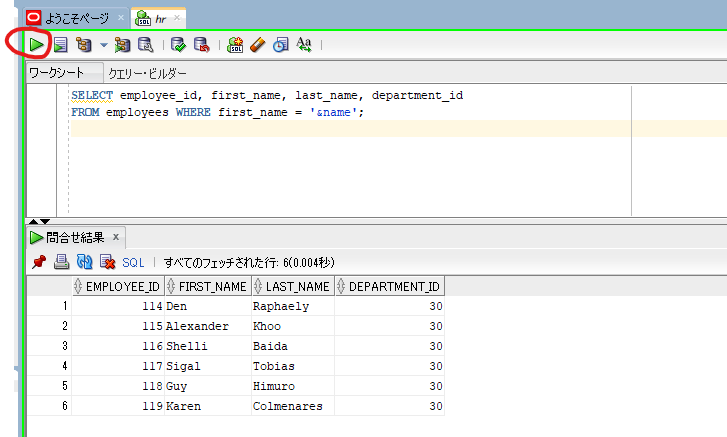 ようこそページ × hr ×
SQL Aa
ワークシート クエリー・ビルダー
SELECT employee_id, first_name, last_name, department_id
FROM employees WHERE first_name = '&name';
問合せ結果 ×
SQL | すべてのフェッチされた行: 6(0.004秒)
EMPLOYEE_ID FIRST_NAME LAST_NAME DEPARTMENT_ID
1 114 Den Raphaely 30
2 115 Alexander Khoo 30
3 116 Shelli Baida 30
4 117 Sigal Tobias 30
5 118 Guy Himuro 30
6 119 Karen Colmenares 30